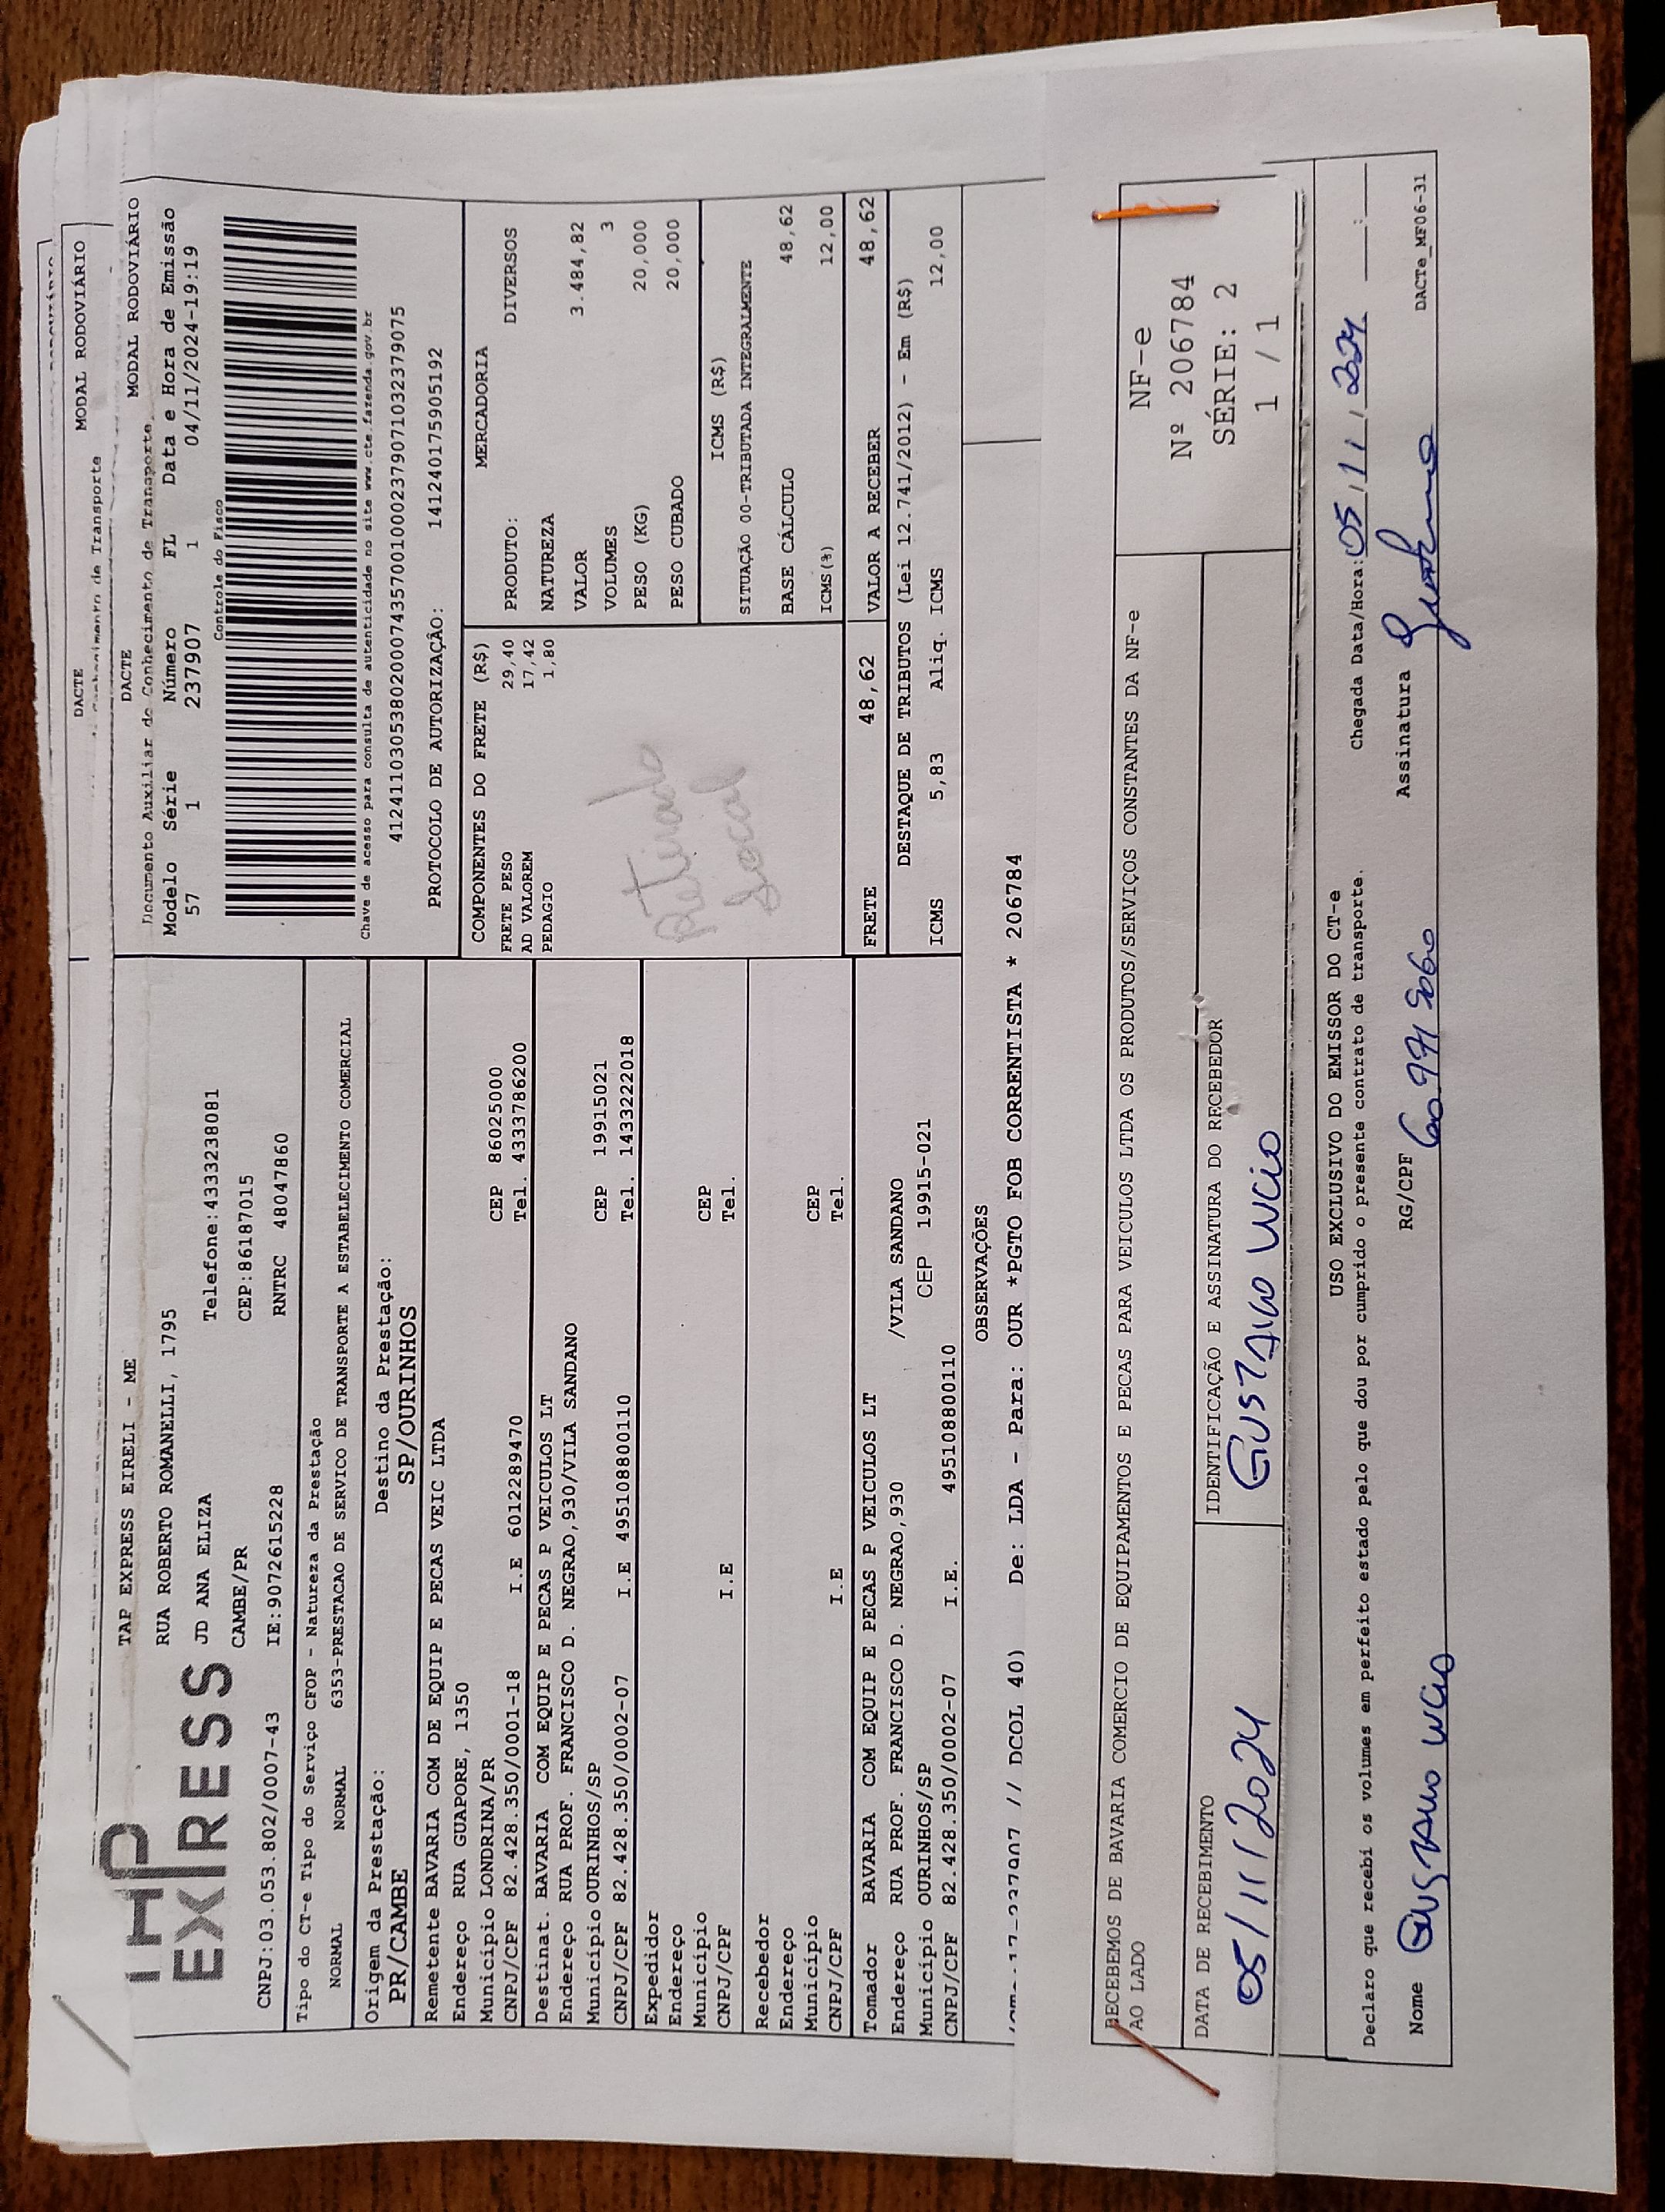 DACTE
MODAL RODOVIÁRIO
de Transporte
DACTE
MODAL RODOVIÁRIO
Documento Auxiliar do Conhecimento de Transporte
EXPRESS
TAP EXPRESS EIRELI - ME
RUA ROBERTO ROMANELLI, 1795
JD ANA ELIZA Telefone:4333238081
CAMBE/PR CEP:86187015
CNPJ:03.053.802/0007-43 IE:9072615228 RNTRC 48047860
Modelo Série Número FL Data e Hora de Emissão
57 1 237907 1 04/11/2024-19:19
Controle do Fisco
Chave de acesso para consulta de autenticidade no site www.cte.fazenda.gov.br
41241103053802000743570010002379071032379075
PROTOCOLO DE AUTORIZAÇÃO: 141240175905192
Tipo do CT-e Tipo do Serviço CFOP - Natureza da Prestação
NORMAL NORMAL 6353-PRESTACAO DE SERVICO DE TRANSPORTE A ESTABELECIMENTO COMERCIAL
Origem da Prestação: Destino da Prestação:
PR/CAMBE SP/OURINHOS
Remetente BAVARIA COM DE EQUIP E PECAS VEIC LTDA
Endereço RUA GUAPORE, 1350
Município LONDRINA/PR CEP 86025000
CNPJ/CPF 82.428.350/0001-18 I.E 6012289470 Tel. 4333786200
Destinat. BAVARIA COM EQUIP E PECAS P VEICULOS LT
Endereço RUA PROF. FRANCISCO D. NEGRAO,930/VILA SANDANO
Município OURINHOS/SP CEP 19915021
CNPJ/CPF 82.428.350/0002-07 I.E 495108800110 Tel. 1433222018
Expedidor
Endereço
Município CEP
CNPJ/CPF I.E Tel.
Recebedor
Endereço
Município CEP
CNPJ/CPF I.E Tel.
Tomador BAVARIA COM EQUIP E PECAS P VEICULOS LT
Endereço RUA PROF. FRANCISCO D. NEGRAO,930 /VILA SANDANO
Município OURINHOS/SP CEP 19915-021
CNPJ/CPF 82.428.350/0002-07 I.E. 495108800110
COMPONENTES DO FRETE (R$)
FRETE PESO 29,40
AD VALOREM 17,42
PEDAGIO 1,80
Retirado
Local
MERCADORIA
PRODUTO: DIVERSOS
NATUREZA
VALOR 3.484,82
VOLUMES 3
PESO (KG) 20,000
PESO CUBADO 20,000
ICMS (R$)
SITUAÇÃO 00-TRIBUTADA INTEGRALMENTE
BASE CÁLCULO 48,62
ICMS(%) 12,00
FRETE 48,62 VALOR A RECEBER 48,62
DESTAQUE DE TRIBUTOS (Lei 12.741/2012) - Em (R$)
ICMS 5,83 Aliq. ICMS 12,00
OBSERVAÇÕES
// DCOL 40) De: LDA - Para: OUR *PGTO FOB CORRENTISTA * 206784
RECEBEMOS DE BAVARIA COMERCIO DE EQUIPAMENTOS E PECAS PARA VEICULOS LTDA OS PRODUTOS/SERVIÇOS CONSTANTES DA NF-e
AO LADO
DATA DE RECEBIMENTO
05/11/2024
IDENTIFICAÇÃO E ASSINATURA DO RECEBEDOR
GUSTAVO LUCIO
NF-e
Nº 206784
SÉRIE: 2
1 / 1
USO EXCLUSIVO DO EMISSOR DO CT-e
Declaro que recebi os volumes em perfeito estado pelo que dou por cumprido o presente contrato de transporte.
Chegada Data/Hora: 05/11/2024 :
Nome GUSTAVO LUCIO RG/CPF Assinatura
DACTe_MF06-31